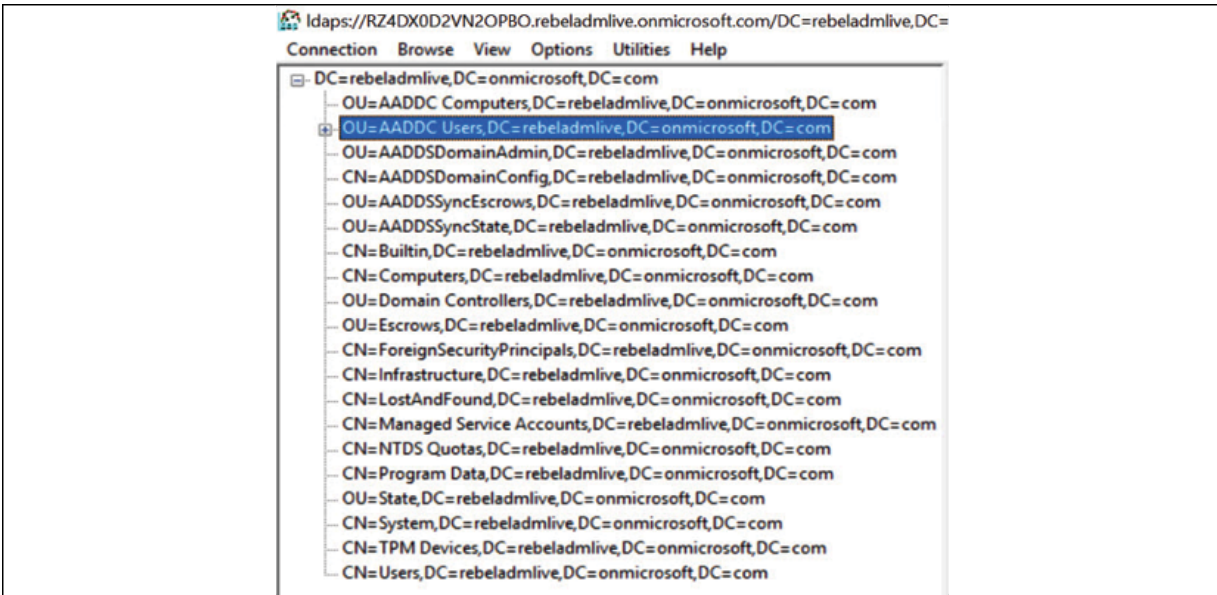 ldaps://RZ4DX0D2VN2OPBO.rebeladmlive.onmicrosoft.com/DC=rebeladmlive,DC=
Connection Browse View Options Utilities Help
DC=rebeladmlive,DC=onmicrosoft,DC=com
OU=AADDC Computers,DC=rebeladmlive,DC=onmicrosoft,DC=com
OU=AADDC Users,DC=rebeladmlive,DC=onmicrosoft,DC=com
OU=AADDSDomainAdmin,DC=rebeladmlive,DC=onmicrosoft,DC=com
CN=AADDSDomainConfig,DC=rebeladmlive,DC=onmicrosoft,DC=com
OU=AADDSSyncEscrows,DC=rebeladmlive,DC=onmicrosoft,DC=com
OU=AADDSSyncState,DC=rebeladmlive,DC=onmicrosoft,DC=com
CN=Builtin,DC=rebeladmlive,DC=onmicrosoft,DC=com
CN=Computers,DC=rebeladmlive,DC=onmicrosoft,DC=com
OU=Domain Controllers,DC=rebeladmlive,DC=onmicrosoft,DC=com
OU=Escrows,DC=rebeladmlive,DC=onmicrosoft,DC=com
CN=ForeignSecurityPrincipals,DC=rebeladmlive,DC=onmicrosoft,DC=com
CN=Infrastructure,DC=rebeladmlive,DC=onmicrosoft,DC=com
CN=LostAndFound,DC=rebeladmlive,DC=onmicrosoft,DC=com
CN=Managed Service Accounts,DC=rebeladmlive,DC=onmicrosoft,DC=com
CN=NTDS Quotas,DC=rebeladmlive,DC=onmicrosoft,DC=com
CN=Program Data,DC=rebeladmlive,DC=onmicrosoft,DC=com
OU=State,DC=rebeladmlive,DC=onmicrosoft,DC=com
CN=System,DC=rebeladmlive,DC=onmicrosoft,DC=com
CN=TPM Devices,DC=rebeladmlive,DC=onmicrosoft,DC=com
CN=Users,DC=rebeladmlive,DC=onmicrosoft,DC=com